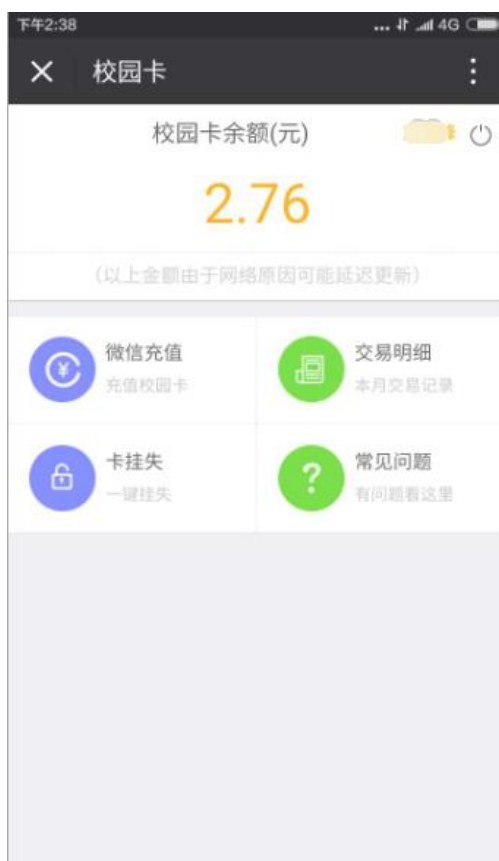 下午2:38
... 4G
校园卡
校园卡余额(元)
2.76
(以上金额由于网络原因可能延迟更新)
微信充值
充值校园卡
交易明细
本月交易记录
卡挂失
一键挂失
常见问题
有问题看这里